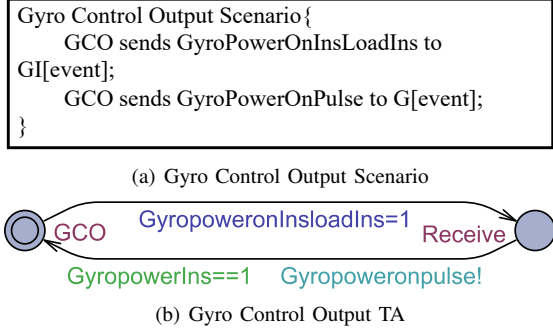 Gyro Control Output Scenario{
GCO sends GyroPowerOnInsLoadIns to
GI[event];
GCO sends GyroPowerOnPulse to G[event];
}
(a) Gyro Control Output Scenario
GyropoweronInsloadIns=1
GCO
Receive
GyropowerIns==1 Gyropoweronpulse!
(b) Gyro Control Output TA